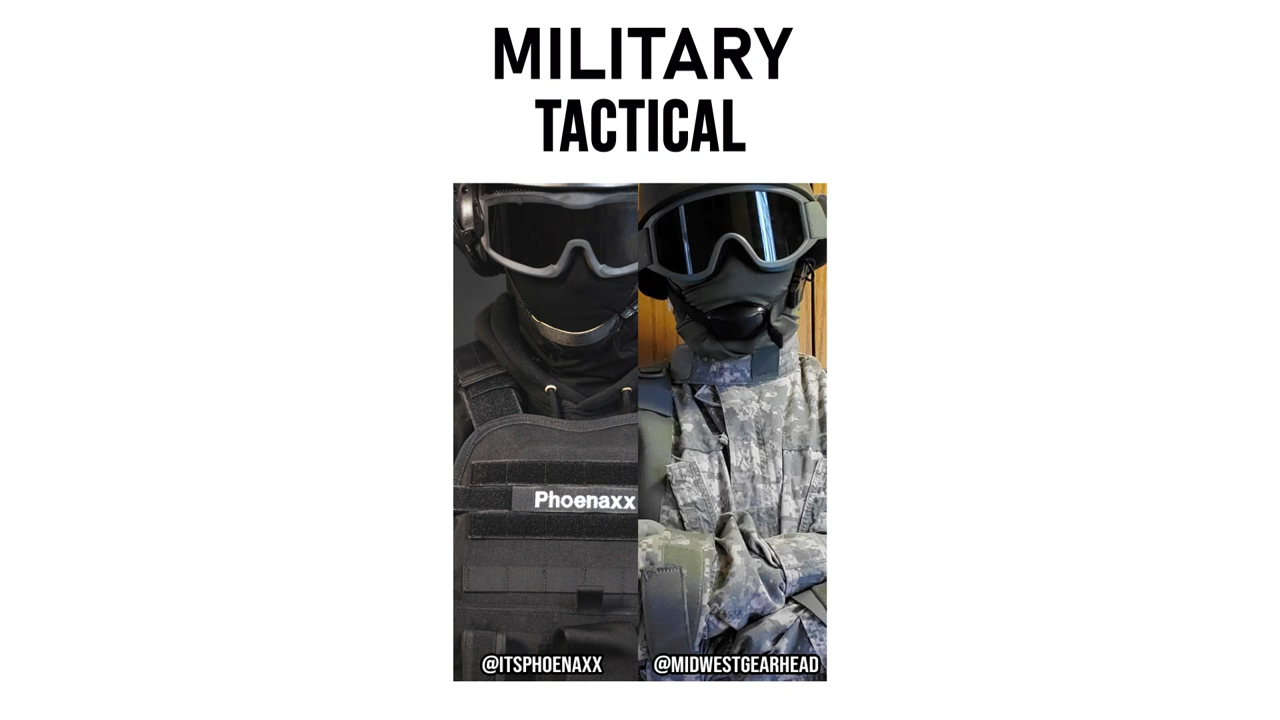 MILITARY
TACTICAL
Phoenaxx
@ITSPHOENAXX
@MIDWESTGEARHEAD